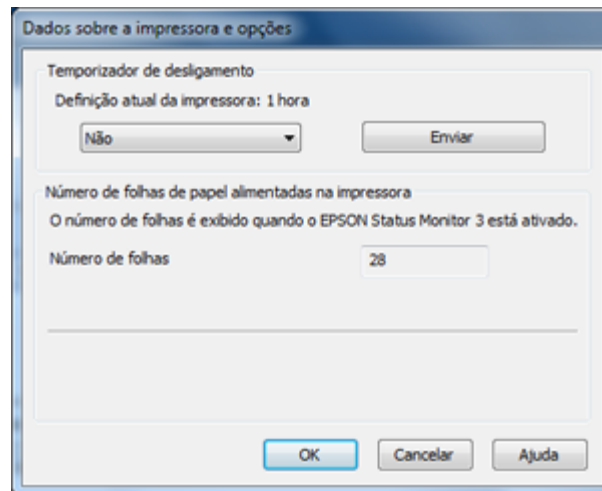 Dados sobre a impressora e opções
Temporizador de desligamento
Definição atual da impressora: 1 hora
Não
Enviar
Número de folhas de papel alimentadas na impressora
O número de folhas é exibido quando o EPSON Status Monitor 3 está ativado.
Número de folhas
28
OK
Cancelar
Ajuda